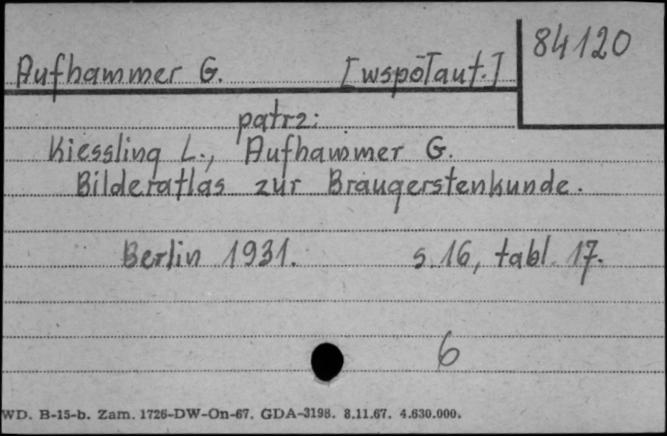 84120
Aufhammer G. [współaut.]
patrz:
Kiessling L., Aufhammer G.
Bilderatlas zur Braugerstenkunde.
Berlin 1931. s. 16, tabl. 17.
6
WD. B-15-b. Zam. 1726-DW-On-67. GDA-3198. 8.11.67. 4.630.000.